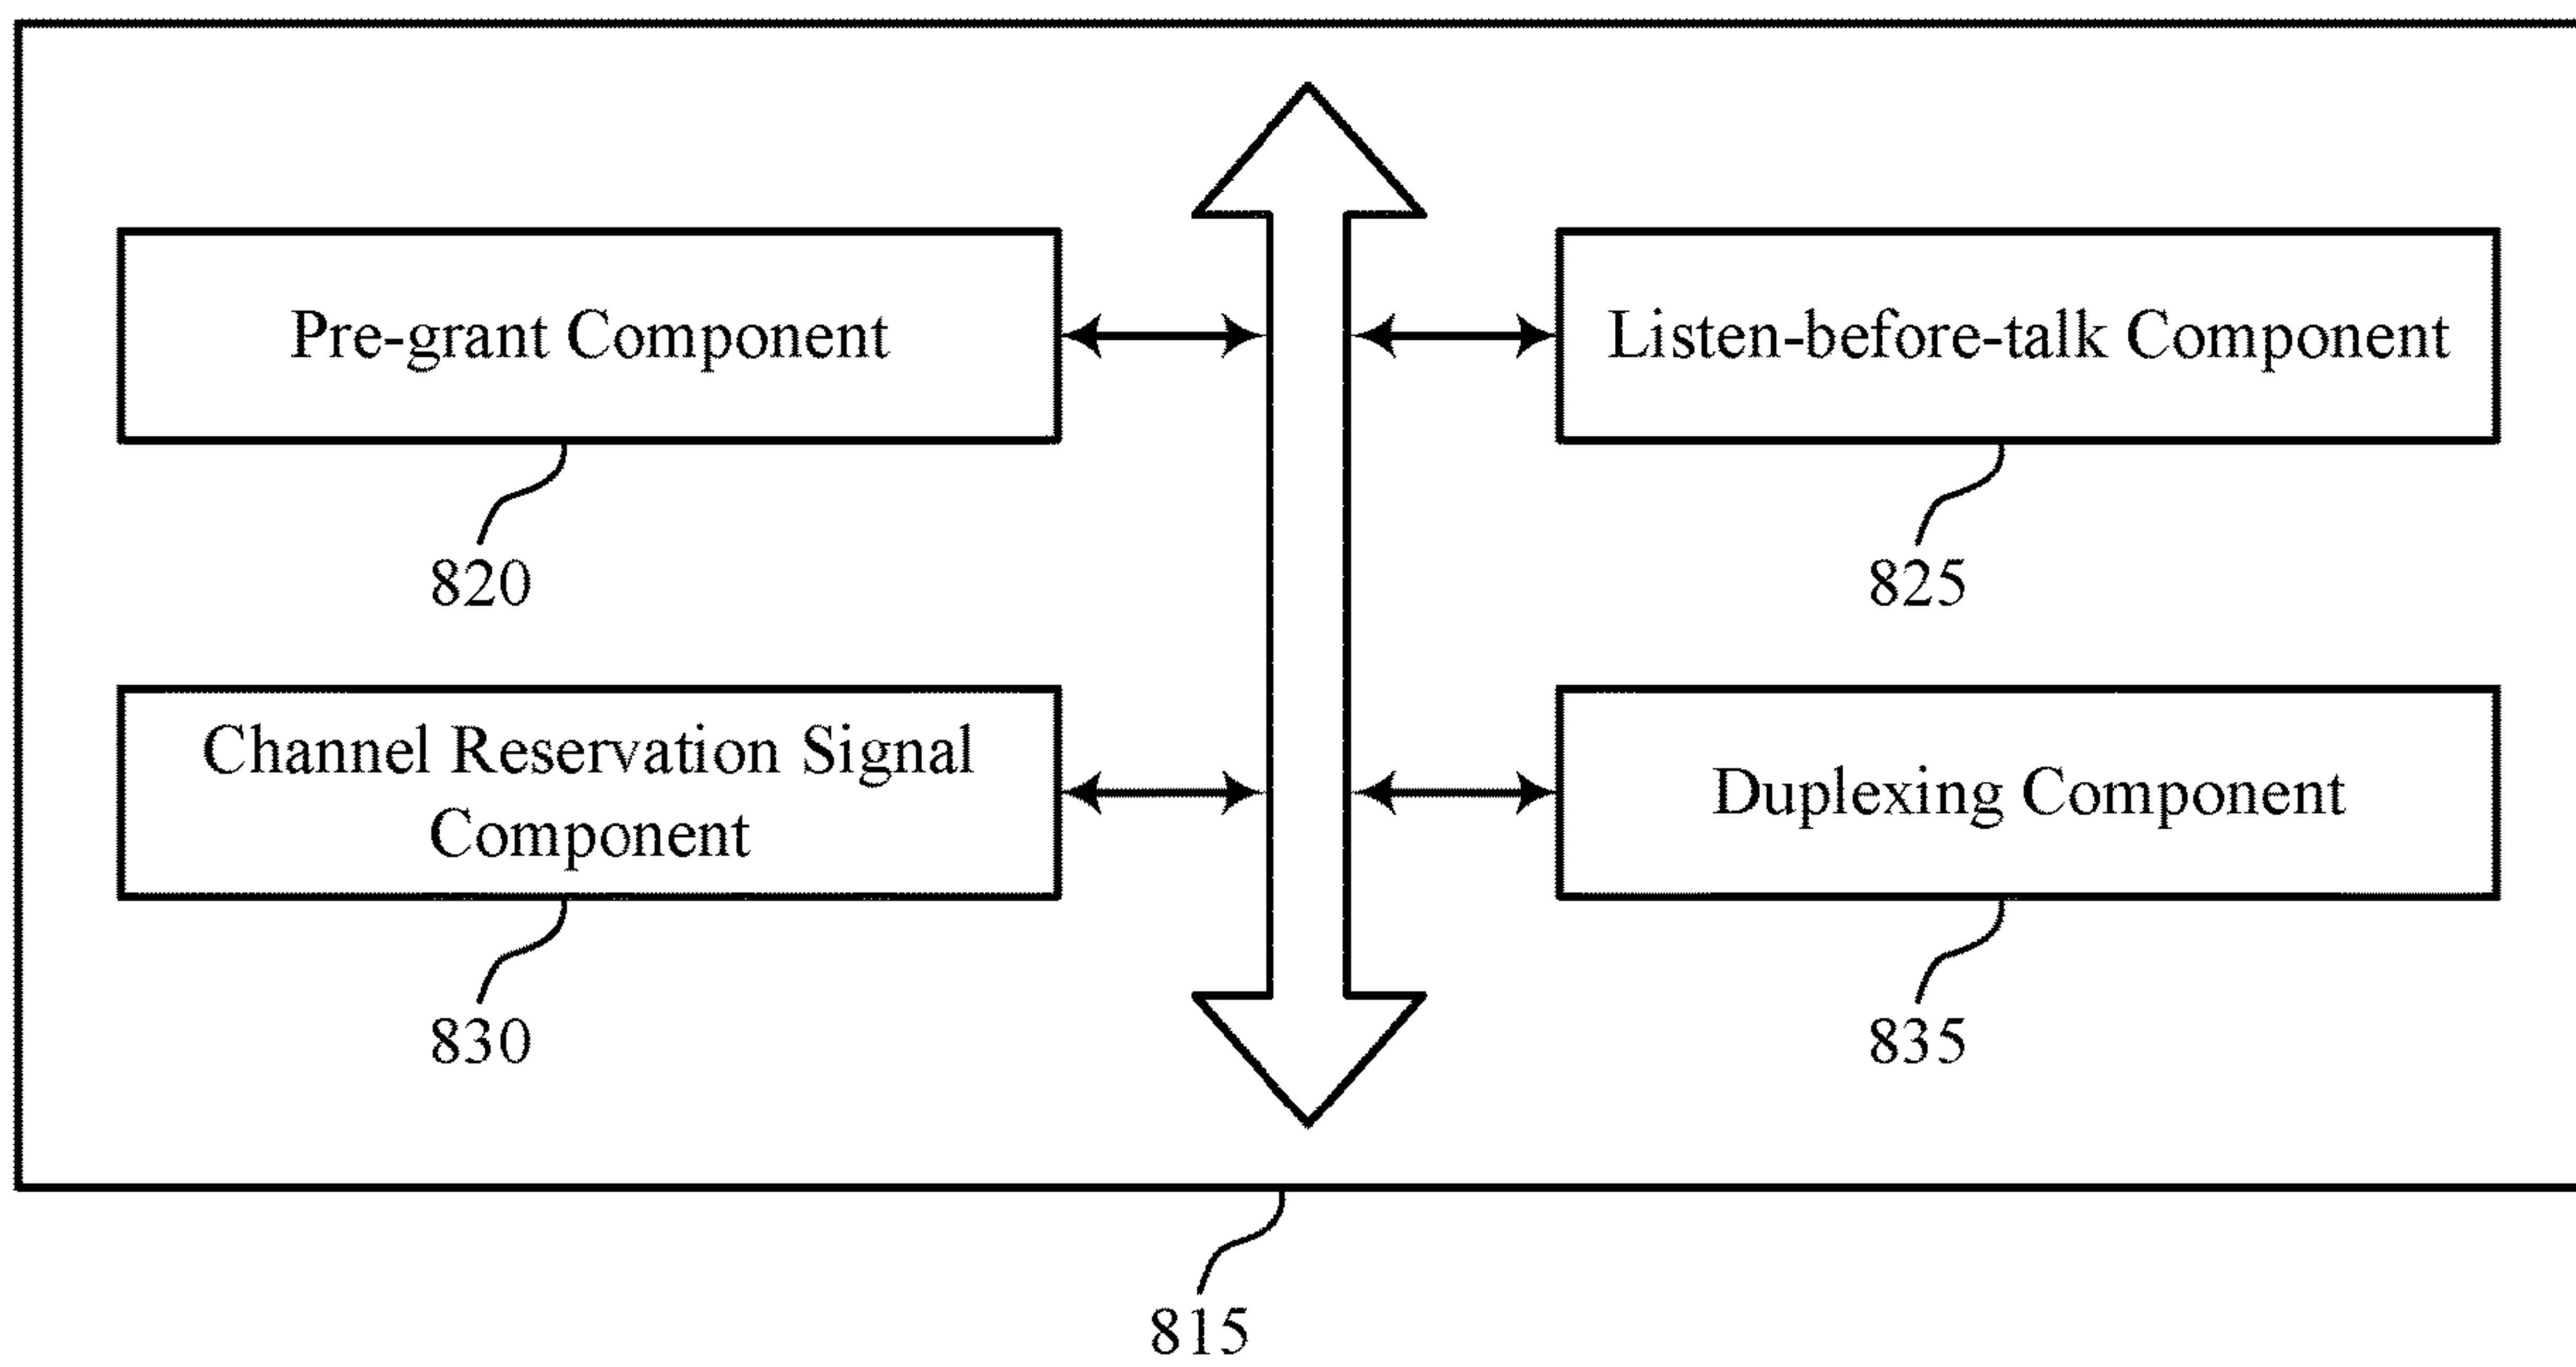 Pre-grant Component
Listen-before-talk Component
820
825
Channel Reservation Signal
Component
Duplexing Component
830
835
815